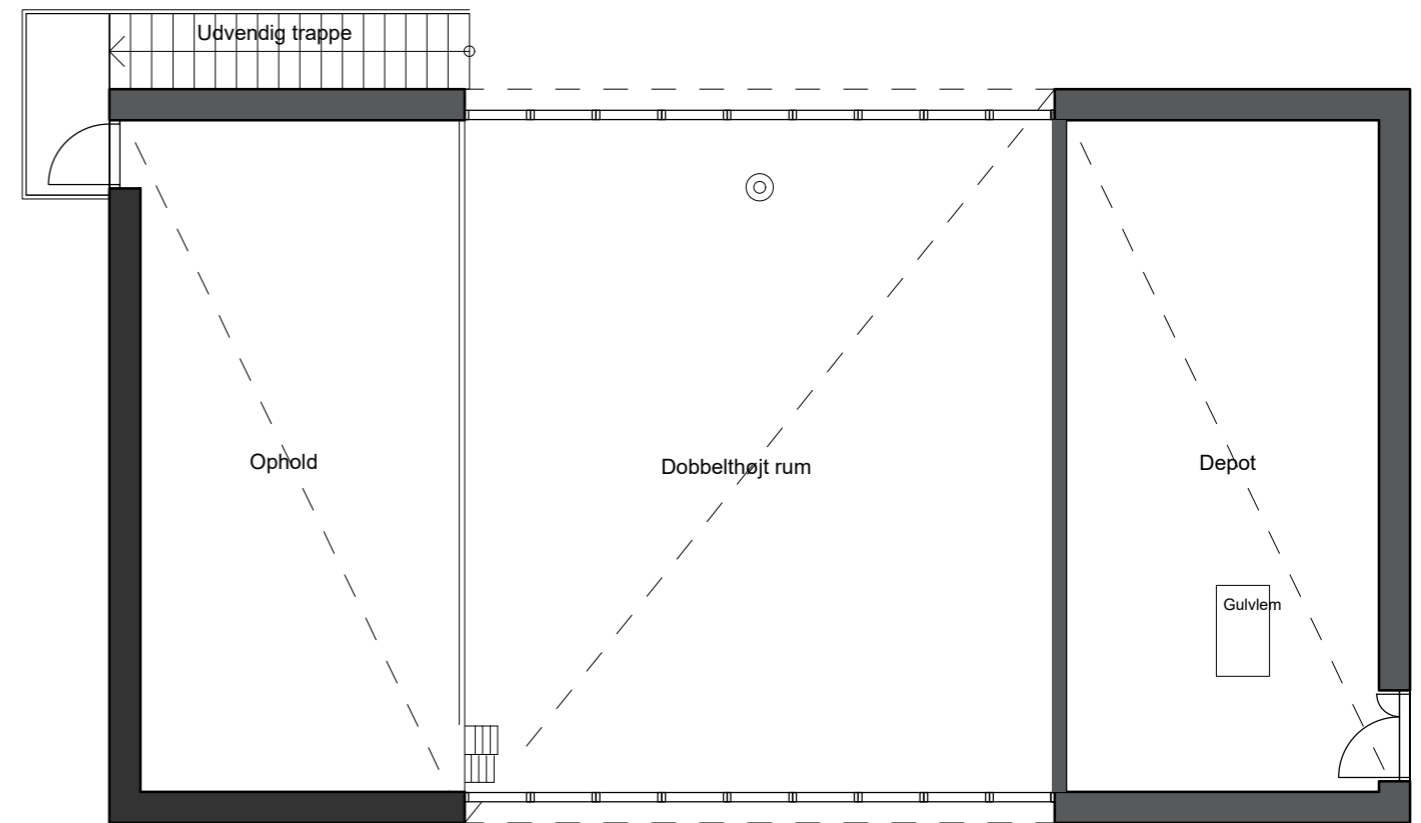 Udvendig trappe
Ophold
Dobbelthøjt rum
Depot
Gulvlem